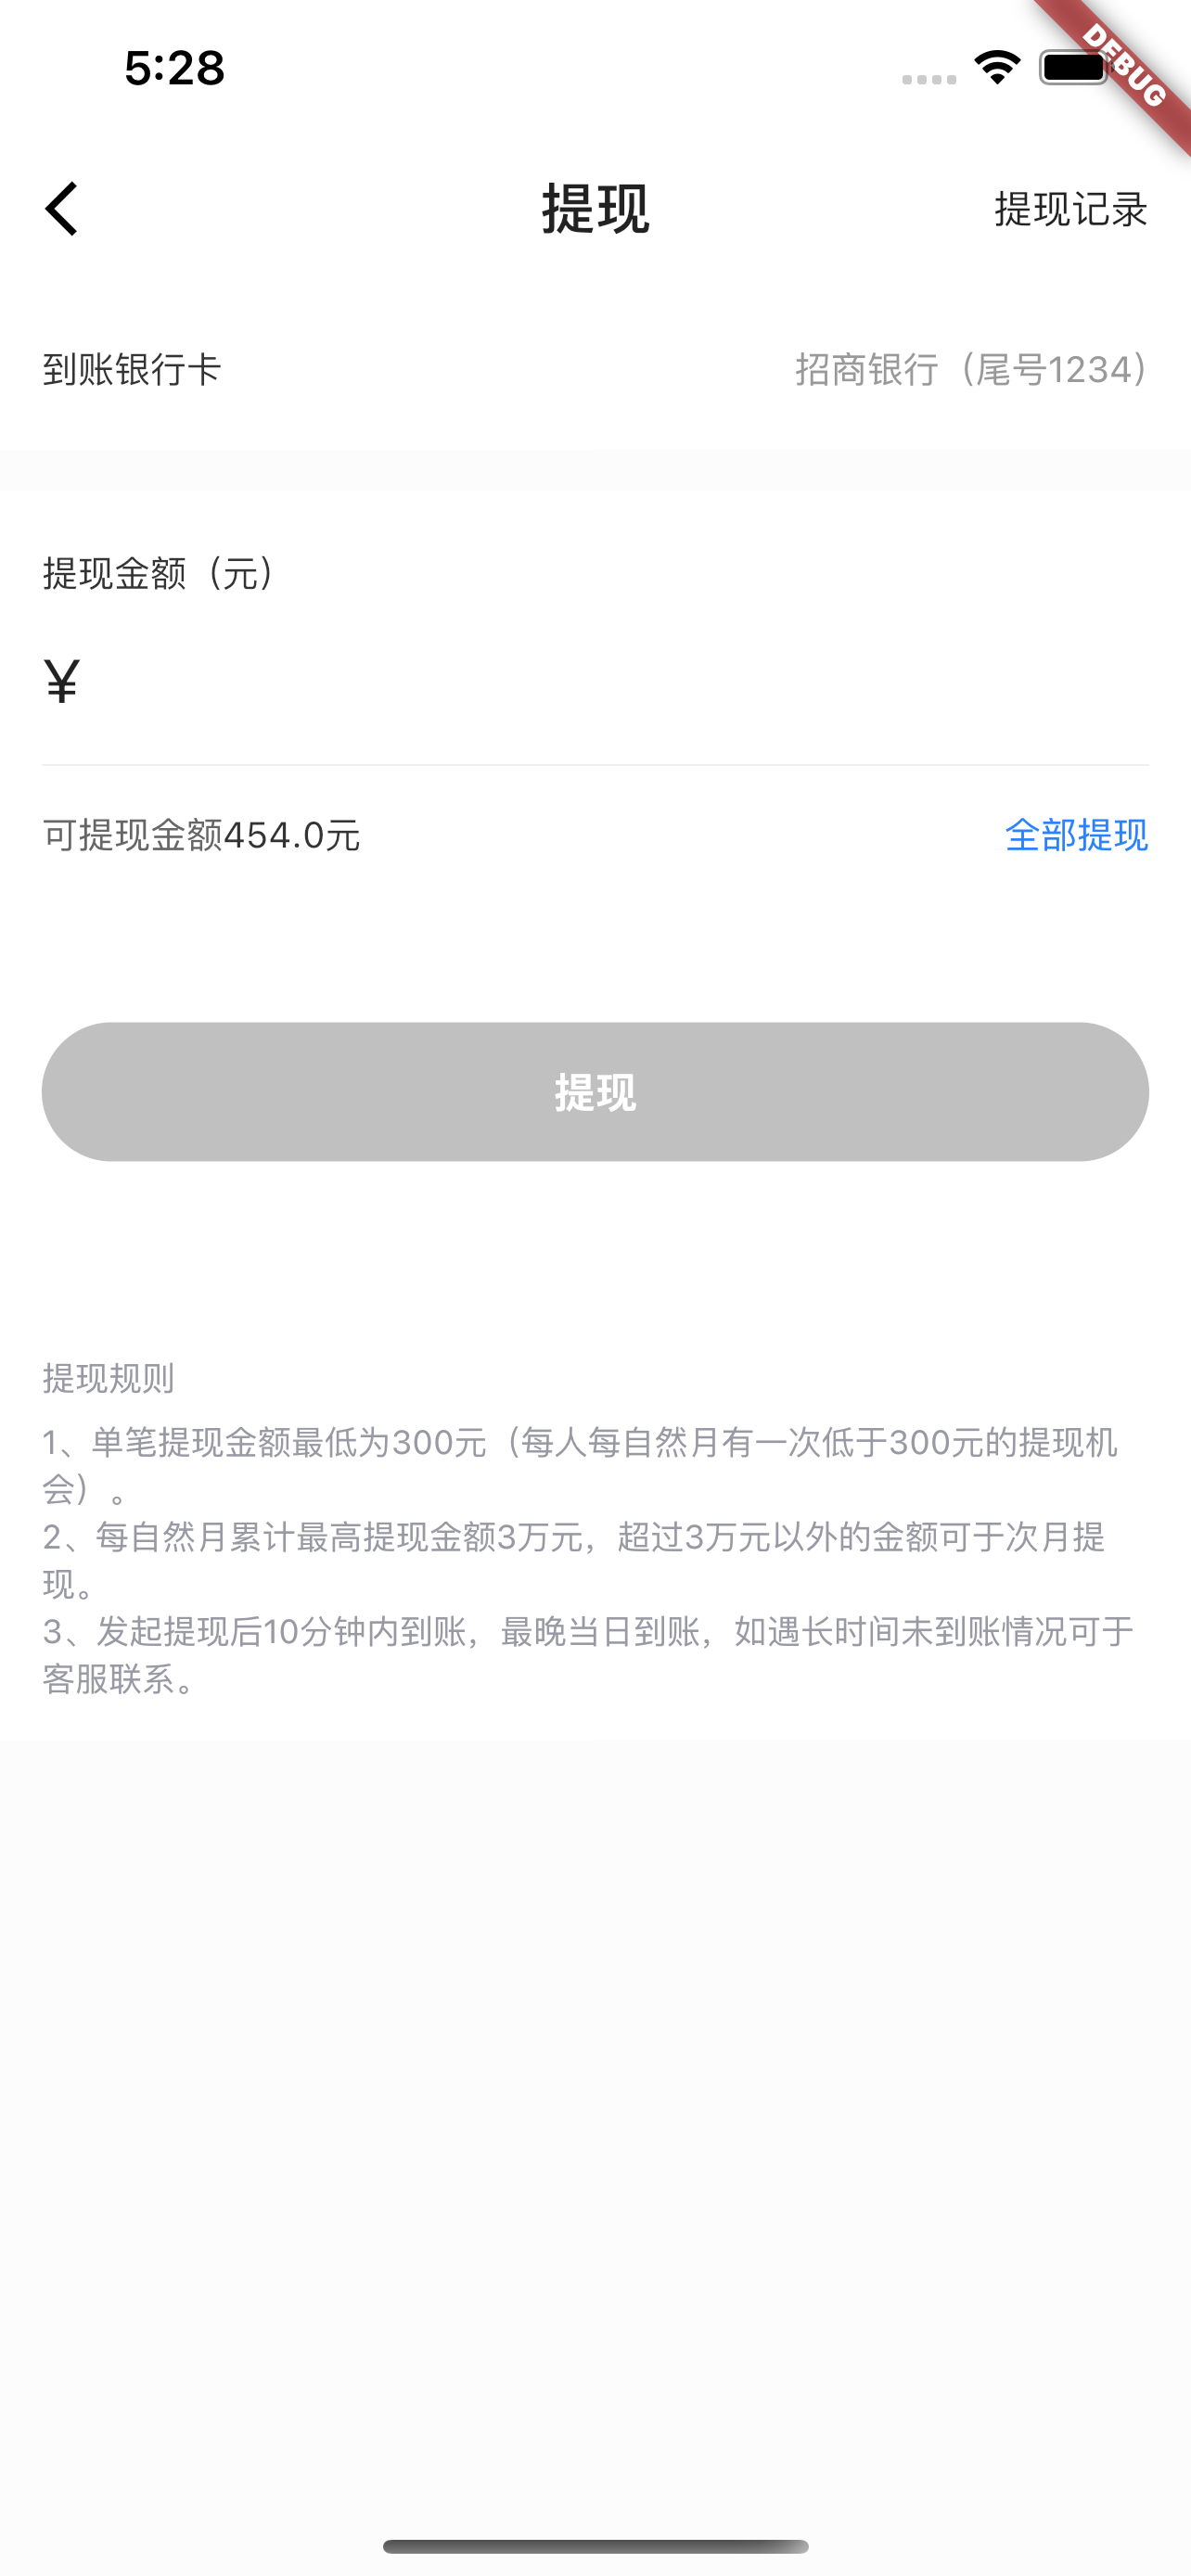 5:28
DEBUG
提现
提现记录
到账银行卡
招商银行（尾号1234）
提现金额（元）
¥
可提现金额454.0元
全部提现
提现
提现规则
1、单笔提现金额最低为300元（每人每自然月有一次低于300元的提现机
会）。
2、每自然月累计最高提现金额3万元，超过3万元以外的金额可于次月提
现。
3、发起提现后10分钟内到账，最晚当日到账，如遇长时间未到账情况可于
客服联系。